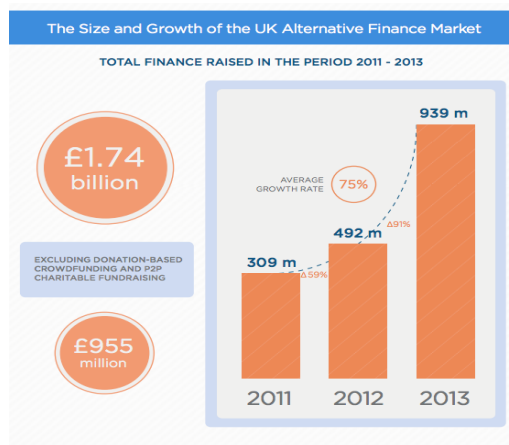 The Size and Growth of the UK Alternative Finance Market
TOTAL FINANCE RAISED IN THE PERIOD 2011 - 2013
£1.74
billion
EXCLUDING DONATION-BASED
CROWDFUNDING AND P2P
CHARITABLE FUNDRAISING
£955
million
939 m
AVERAGE
GROWTH RATE
75%
Δ91%
492 m
309 m
Δ59%
2011
2012
2013